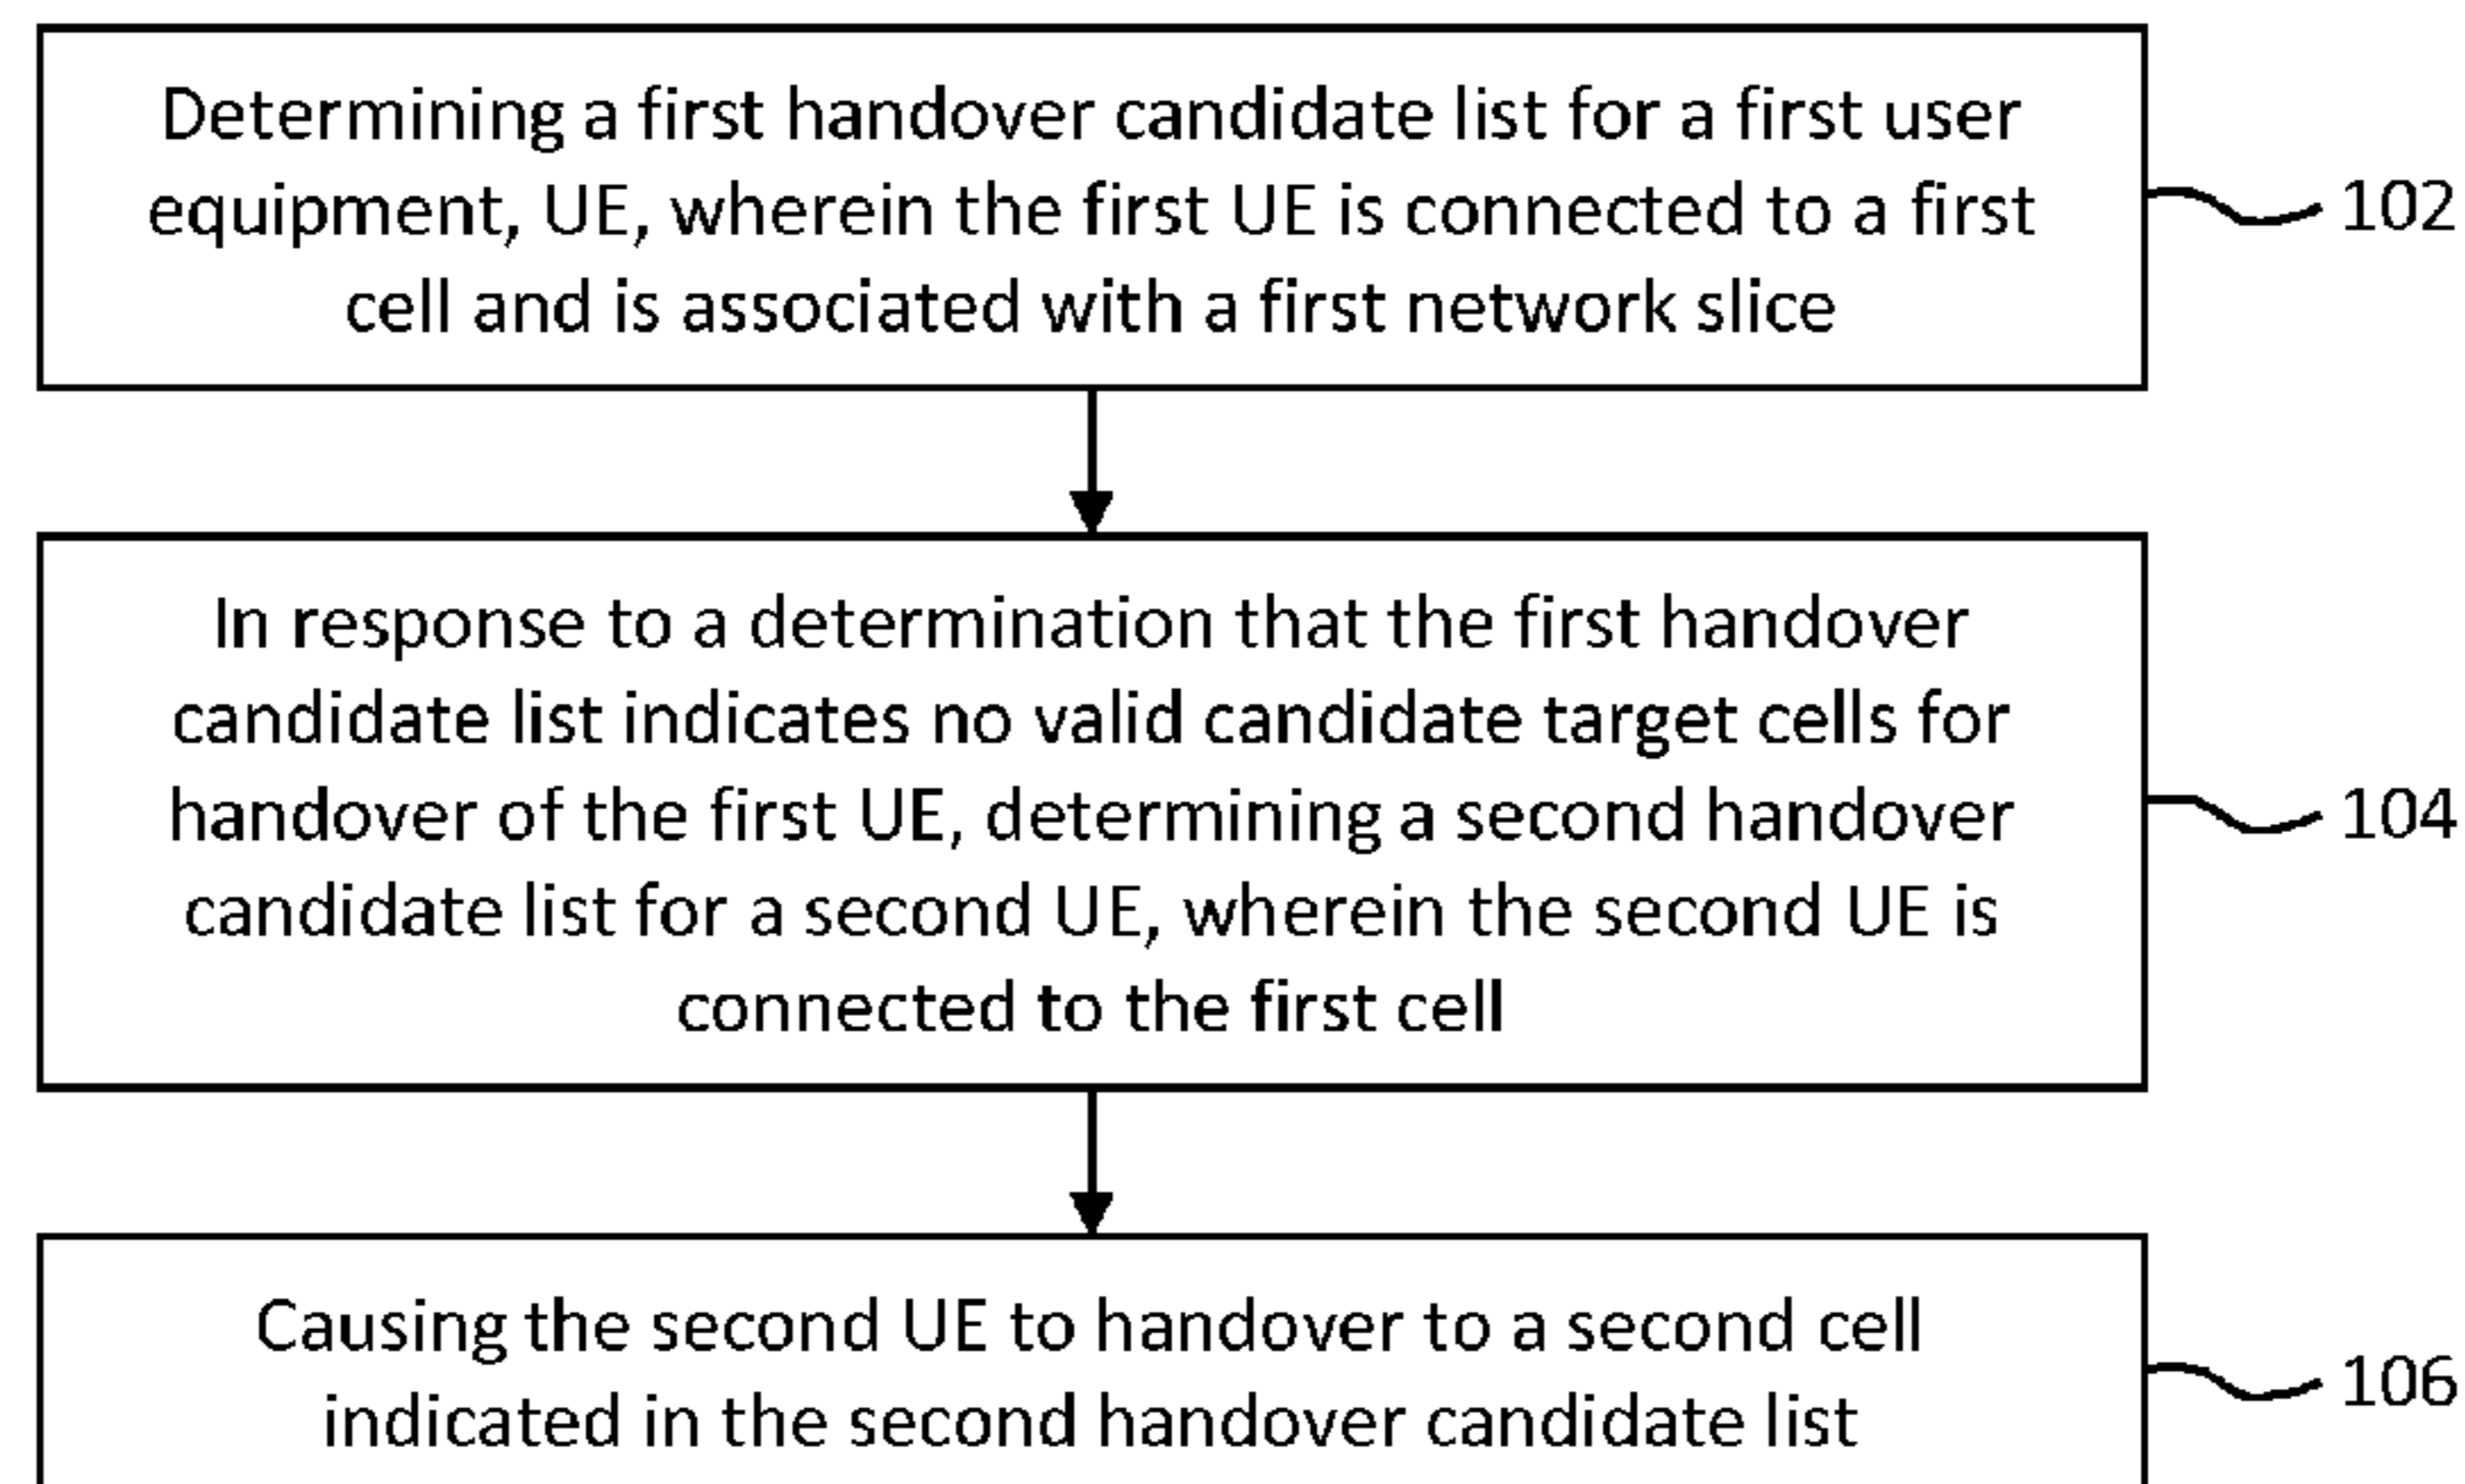 Determining a first handover candidate list for a first user
equipment, UE, wherein the first UE is connected to a first
cell and is associated with a first network slice
102
In response to a determination that the first handover
candidate list indicates no valid candidate target cells for
handover of the first UE, determining a second handover
candidate list for a second UE, wherein the second UE is
connected to the first cell
104
Causing the second UE to handover to a second cell
indicated in the second handover candidate list
106